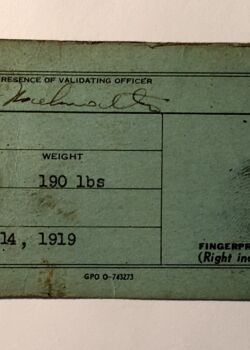 RESENCE OF VALIDATING OFFICER
WEIGHT
190 lbs
14, 1919
FINGERPR
(Right in
GPO O-743273